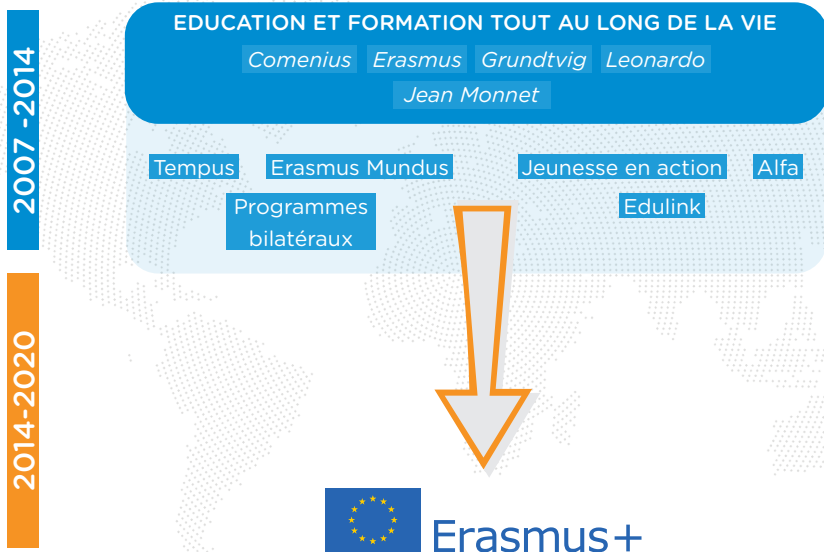 2007 -2014
EDUCATION ET FORMATION TOUT AU LONG DE LA VIE
Comenius Erasmus Grundtvig Leonardo
Jean Monnet
Tempus Erasmus Mundus Jeunesse en action Alfa
Programmes
bilatéraux
Edulink
2014-2020
Erasmus+